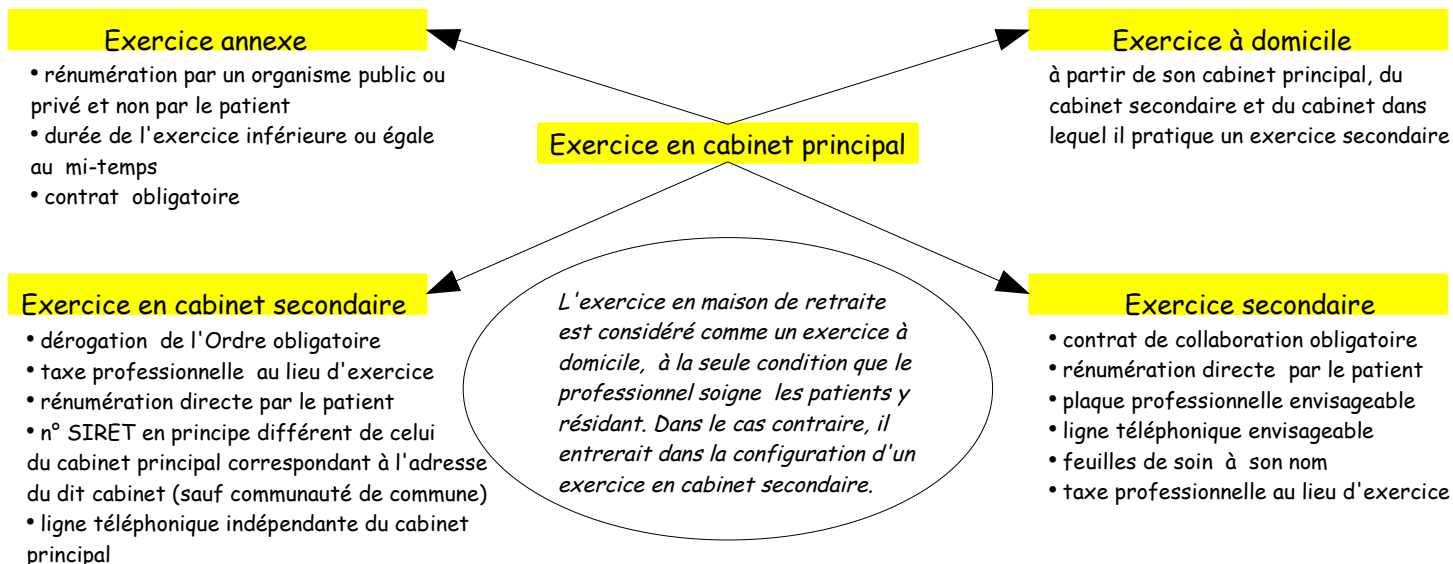 Exercice annexe
• rénumération par un organisme public ou
privé et non par le patient
• durée de l'exercice inférieure ou égale
au mi-temps
• contrat obligatoire
Exercice à domicile
à partir de son cabinet principal, du
cabinet secondaire et du cabinet dans
lequel il pratique un exercice secondaire
Exercice en cabinet principal
Exercice en cabinet secondaire
• dérogation de l'Ordre obligatoire
• taxe professionnelle au lieu d'exercice
• rénumération directe par le patient
• n° SIRET en principe différent de celui
du cabinet principal correspondant à l'adresse
du dit cabinet (sauf communauté de commune)
• ligne téléphonique indépendante du cabinet
principal
L'exercice en maison de retraite
est considéré comme un exercice à
domicile, à la seule condition que le
professionnel soigne les patients y
résidant. Dans le cas contraire, il
entrerait dans la configuration d'un
exercice en cabinet secondaire.
Exercice secondaire
• contrat de collaboration obligatoire
• rénumération directe par le patient
• plaque professionnelle envisageable
• ligne téléphonique envisageable
• feuilles de soin à son nom
• taxe professionnelle au lieu d'exercice